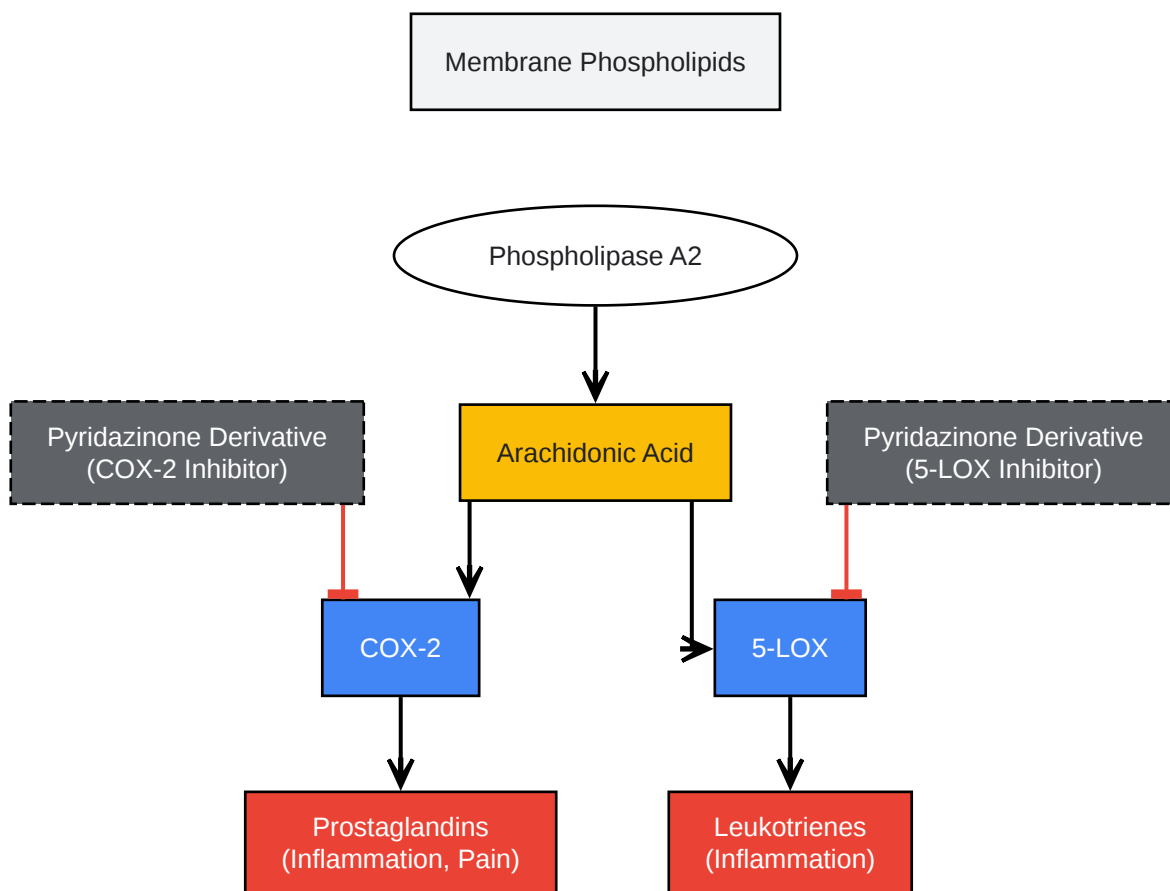 Membrane Phospholipids
Phospholipase A2
Pyridazinone Derivative
(COX-2 Inhibitor)
Arachidonic Acid
Pyridazinone Derivative
(5-LOX Inhibitor)
COX-2
5-LOX
Prostaglandins
(Inflammation, Pain)
Leukotrienes
(Inflammation)